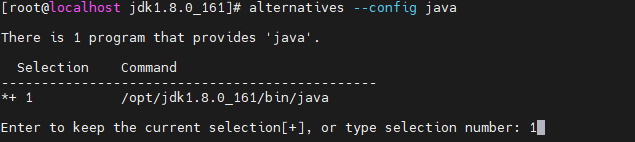 [root@localhost jdk1.8.0_161]# alternatives --config java
There is 1 program that provides 'java'.
  Selection    Command
-----------------------------------------------
*+ 1           /opt/jdk1.8.0_161/bin/java
Enter to keep the current selection[+], or type selection number: 1